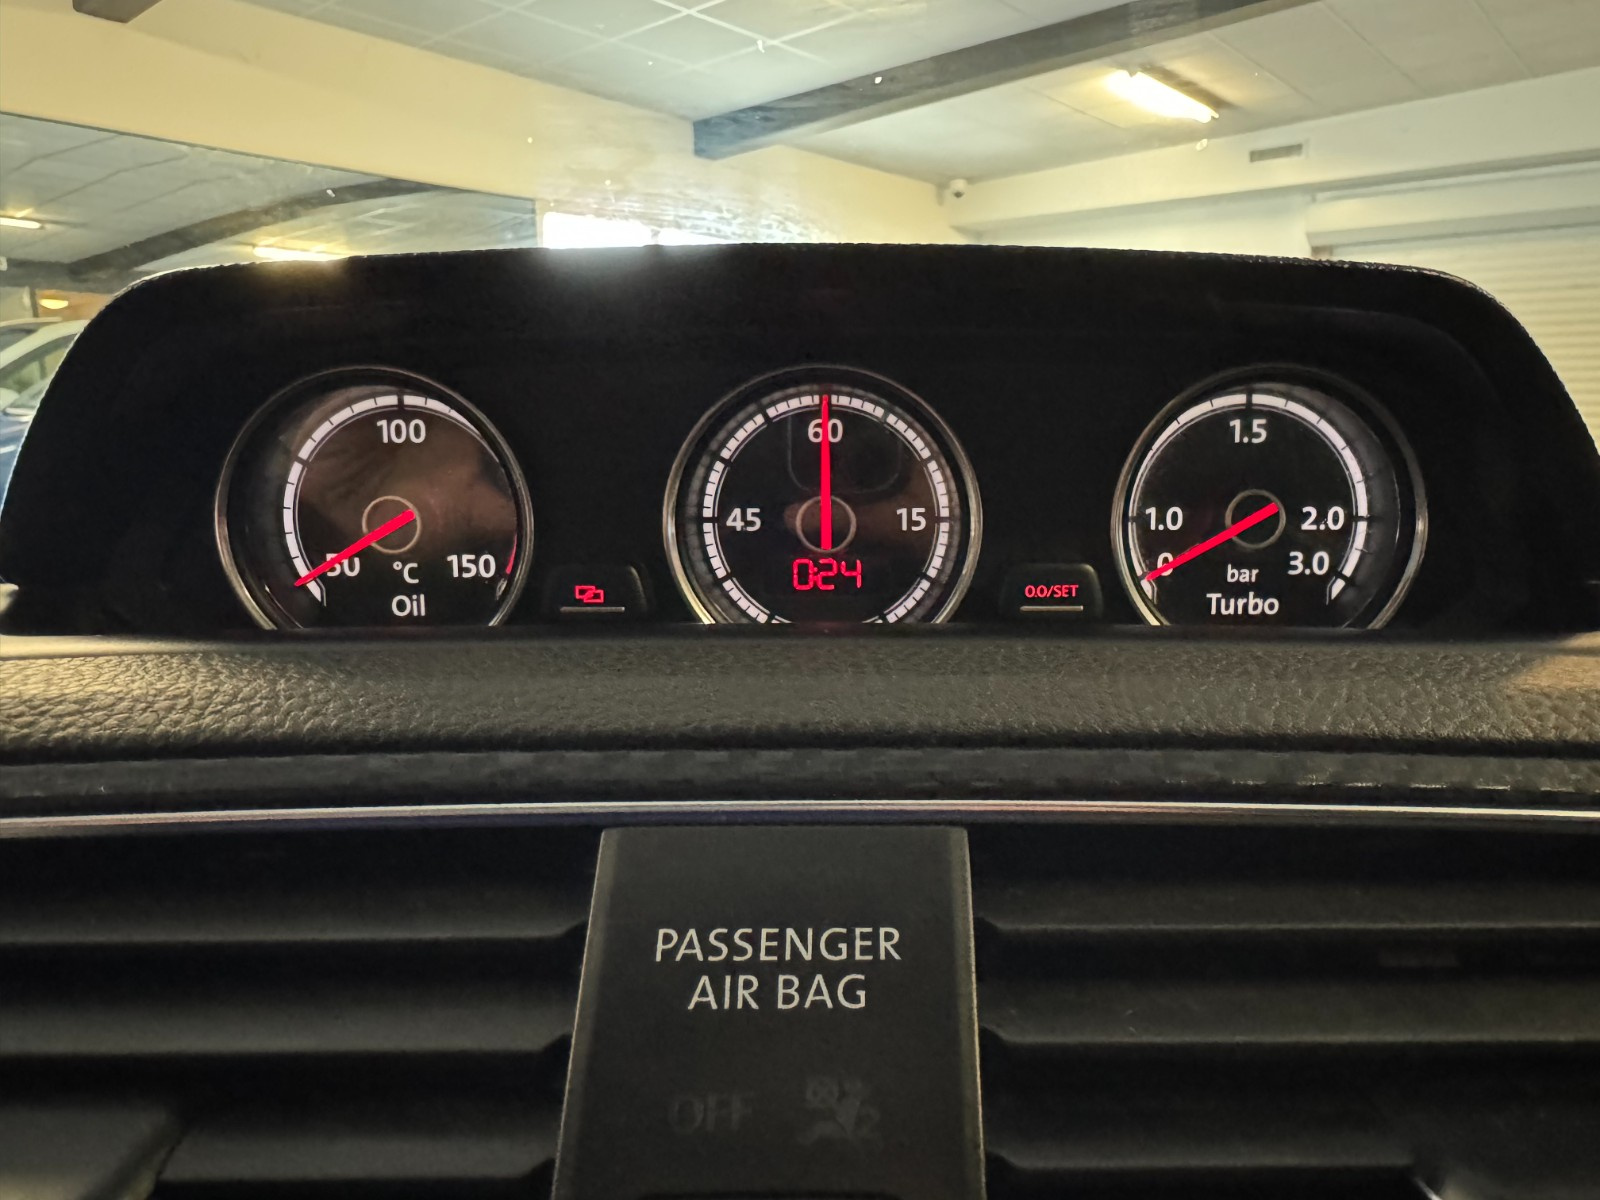 100
50
150
°C
Oil
60
45
15
0:24
0.0/SET
1.5
1.0
2.0
0
3.0
bar
Turbo
PASSENGER
AIR BAG
OFF